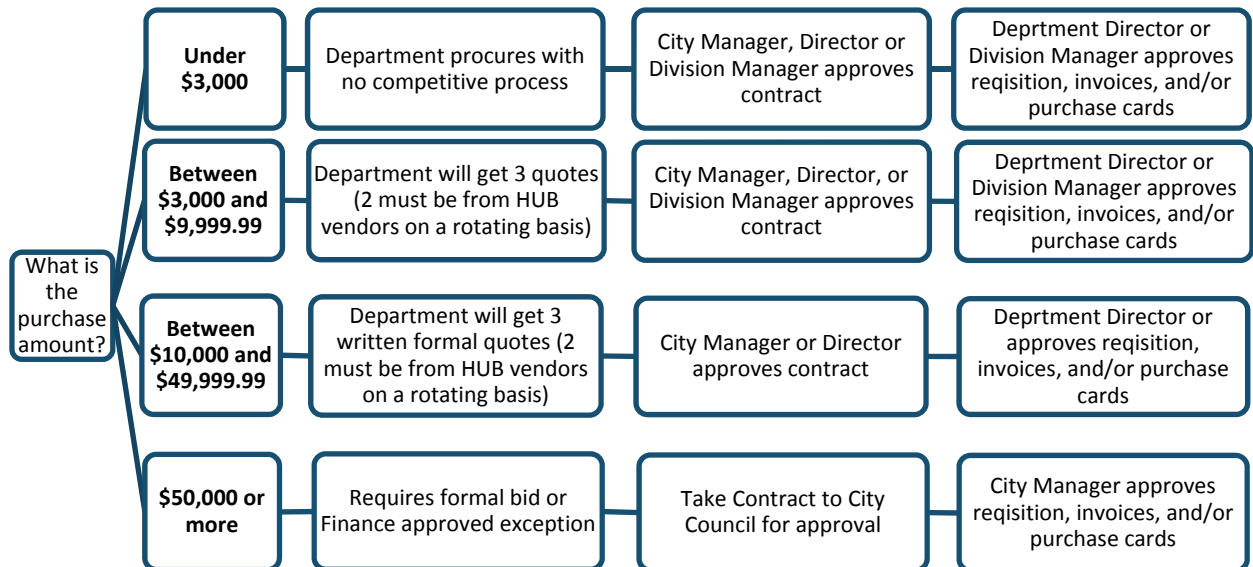 What is
the
purchase
amount?
Under
$3,000
Department procures with
no competitive process
City Manager, Director or
Division Manager approves
contract
Deprtment Director or
Division Manager approves
reqisition, invoices, and/or
purchase cards
Between
$3,000 and
$9,999.99
Department will get 3 quotes
(2 must be from HUB
vendors on a rotating basis)
City Manager, Director, or
Division Manager approves
contract
Deprtment Director or
Division Manager approves
reqisition, invoices, and/or
purchase cards
Between
$10,000 and
$49,999.99
Department will get 3
written formal quotes (2
must be from HUB vendors
on a rotating basis)
City Manager or Director
approves contract
Deprtment Director or
approves reqisition,
invoices, and/or purchase
cards
$50,000 or
more
Requires formal bid or
Finance approved exception
Take Contract to City
Council for approval
City Manager approves
reqisition, invoices, and/or
purchase cards